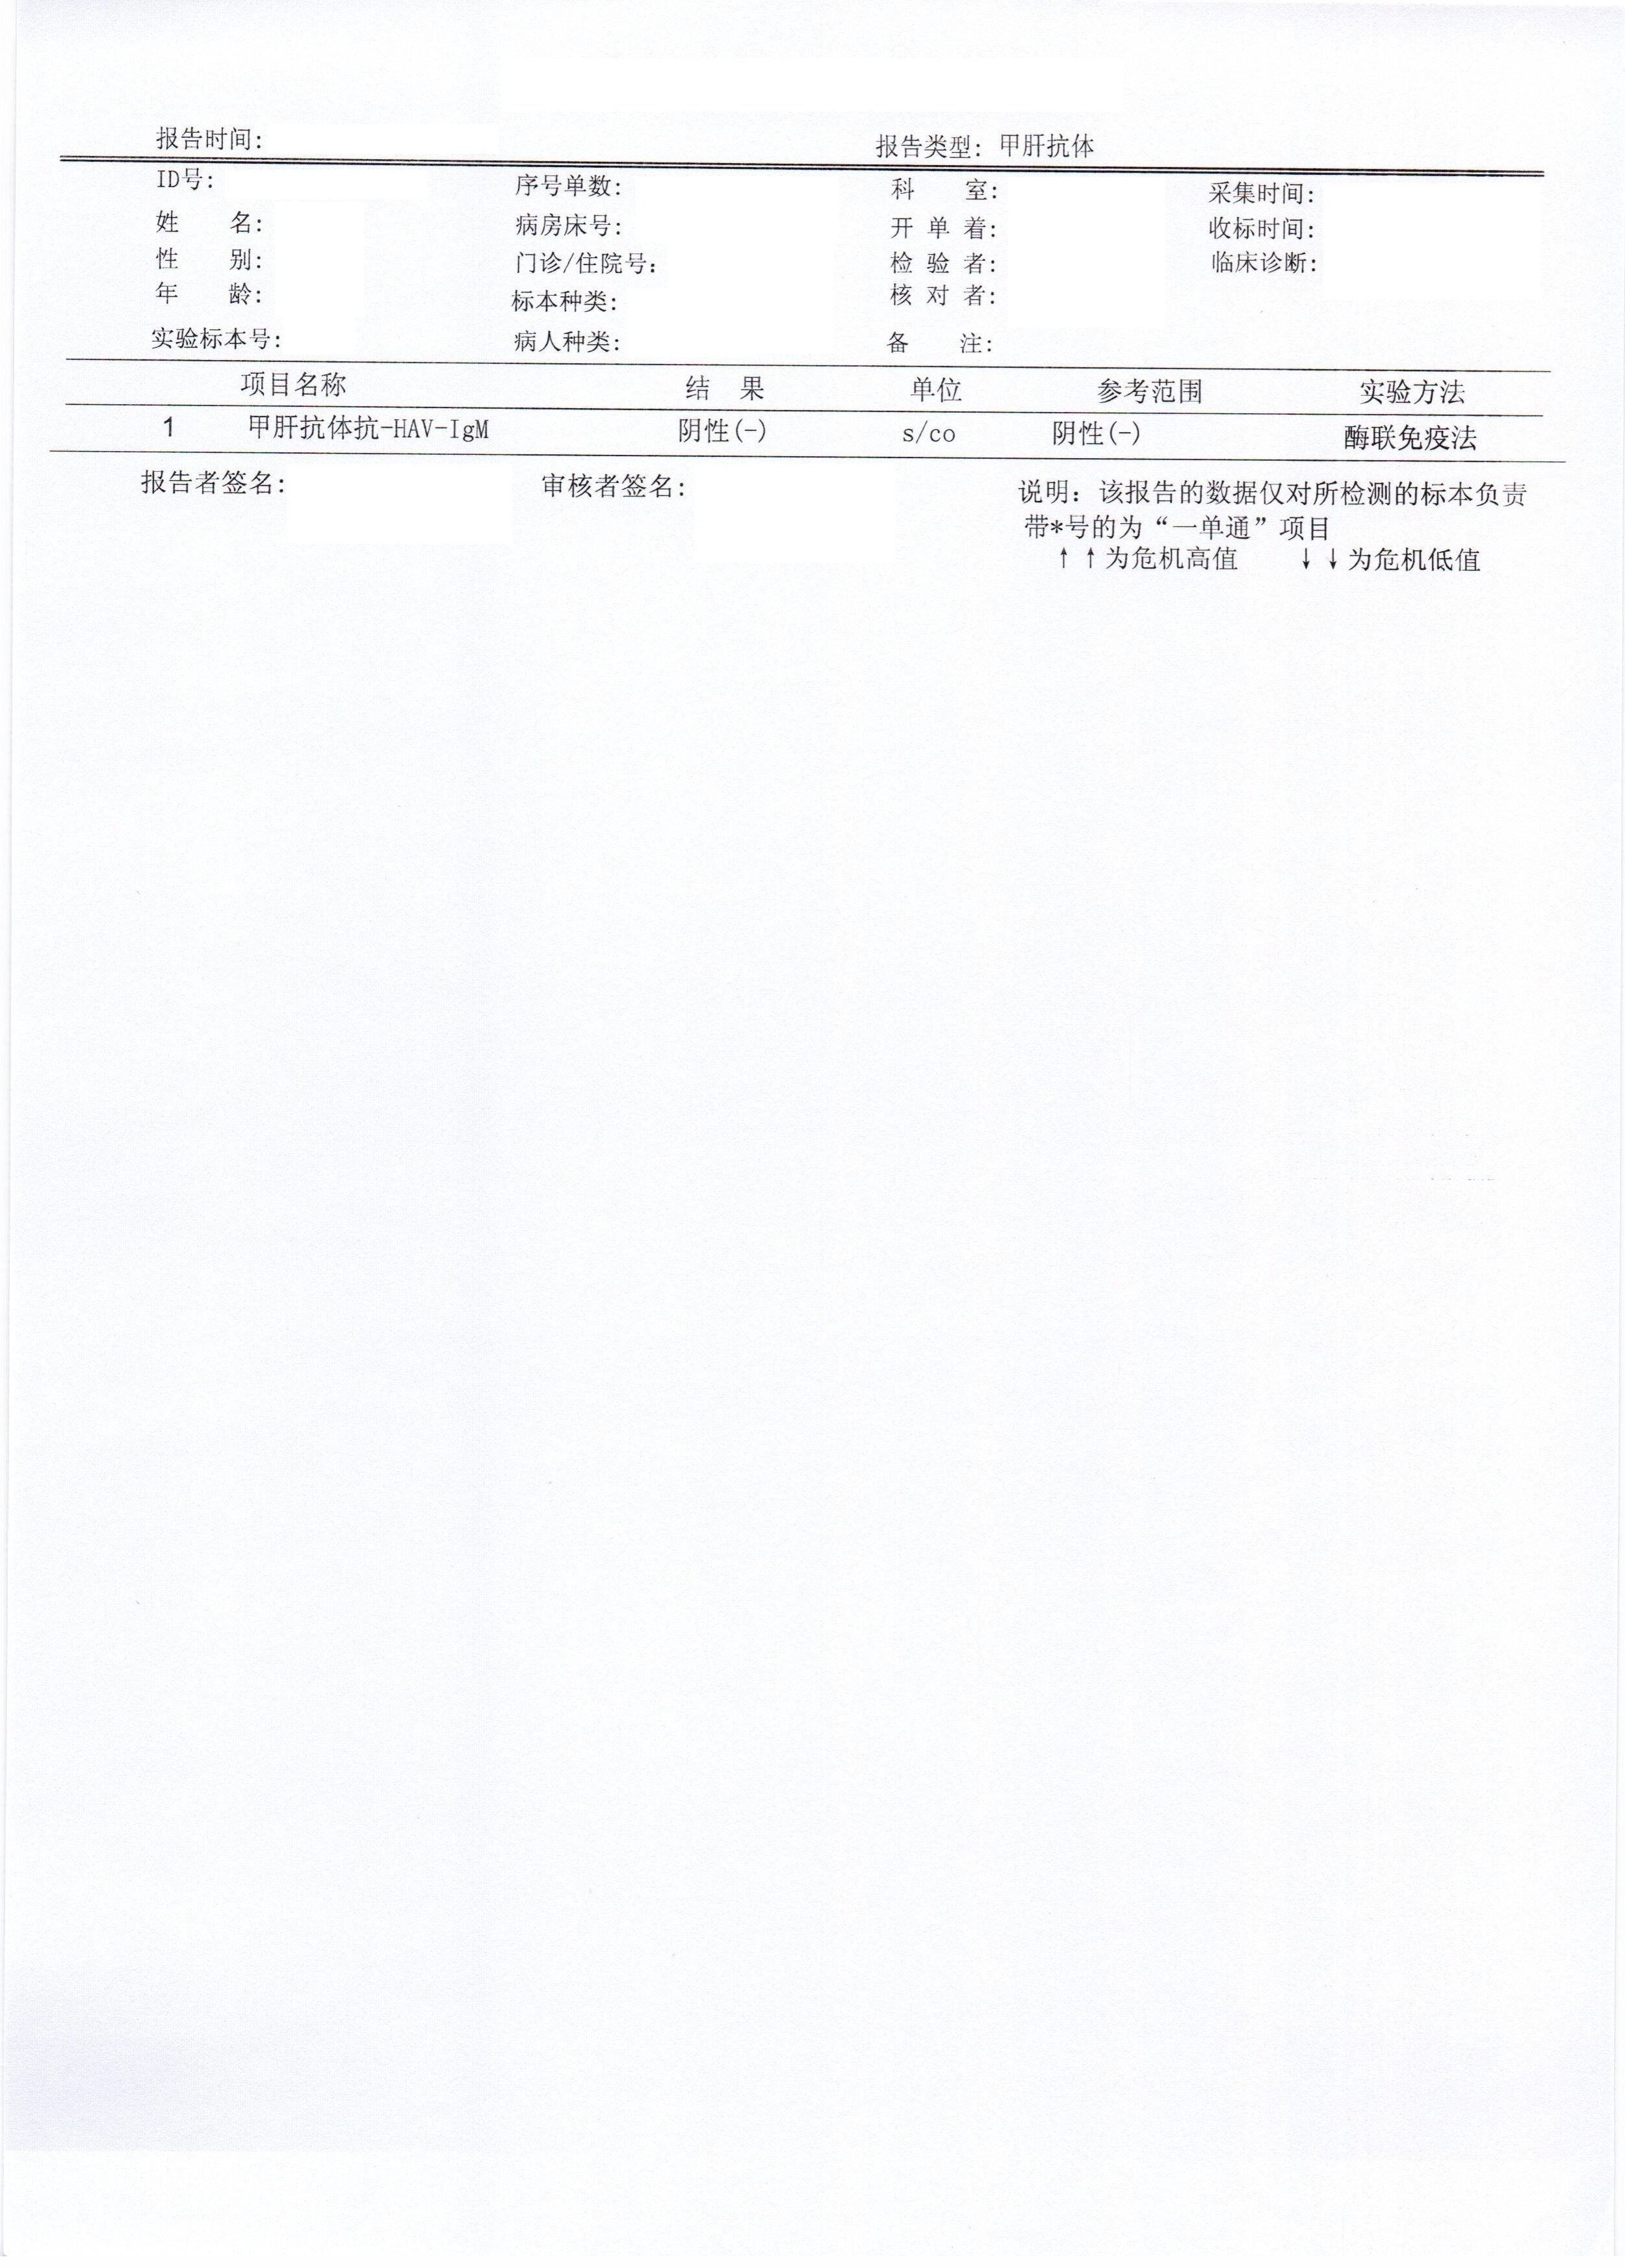 报告时间: 报告类型: 甲肝抗体
ID号: 序号单数: 科 室: 采集时间:
姓 名: 病房床号: 开 单 着: 收标时间:
性 别: 门诊/住院号: 检 验 者: 临床诊断:
年 龄: 标本种类: 核 对 者:
实验标本号: 病人种类: 备 注:
项目名称 结 果 单位 参考范围 实验方法
1 甲肝抗体抗-HAV-IgM 阴性(-) s/co 阴性(-) 酶联免疫法
报告者签名: 审核者签名: 说明: 该报告的数据仅对所检测的标本负责
带*号的为“一单通”项目
↑↑为危机高值 ↓↓为危机低值